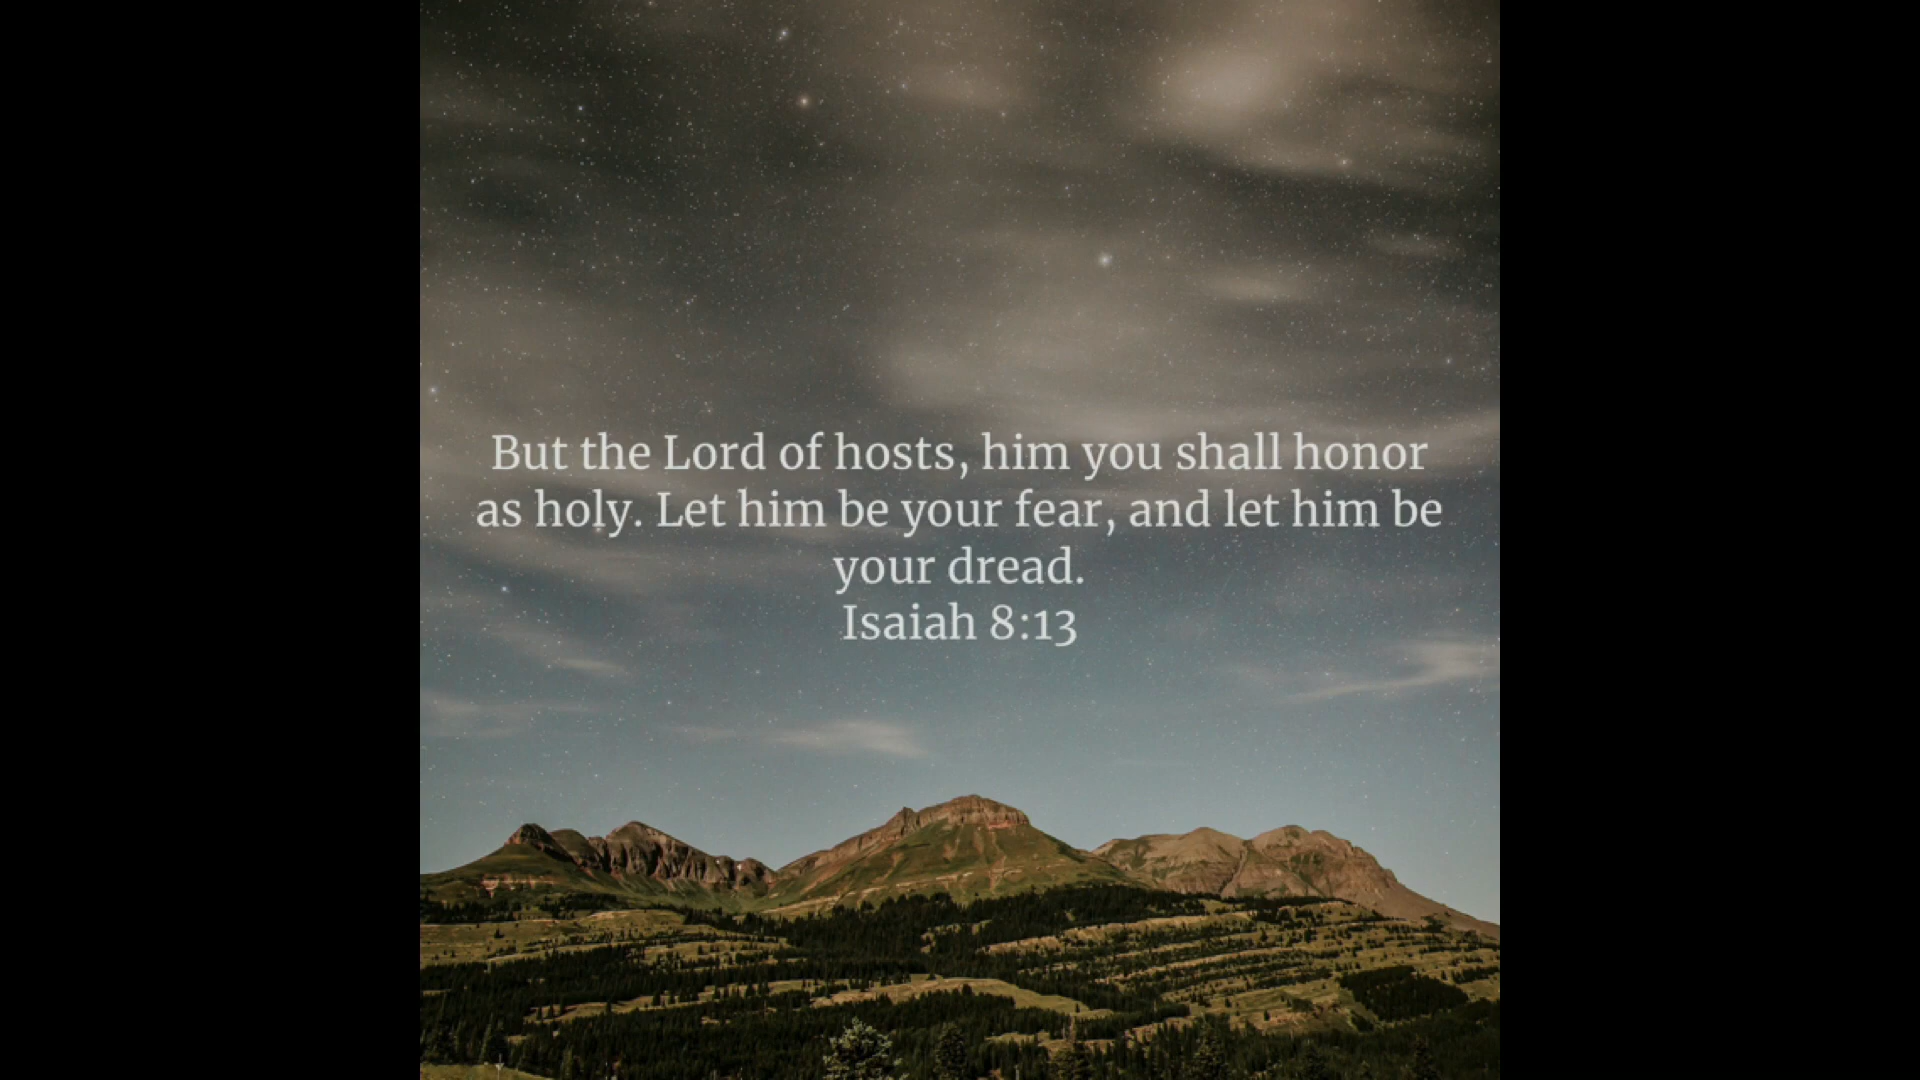 But the Lord of hosts, him you shall honor
as holy. Let him be your fear, and let him be
your dread.
Isaiah 8:13